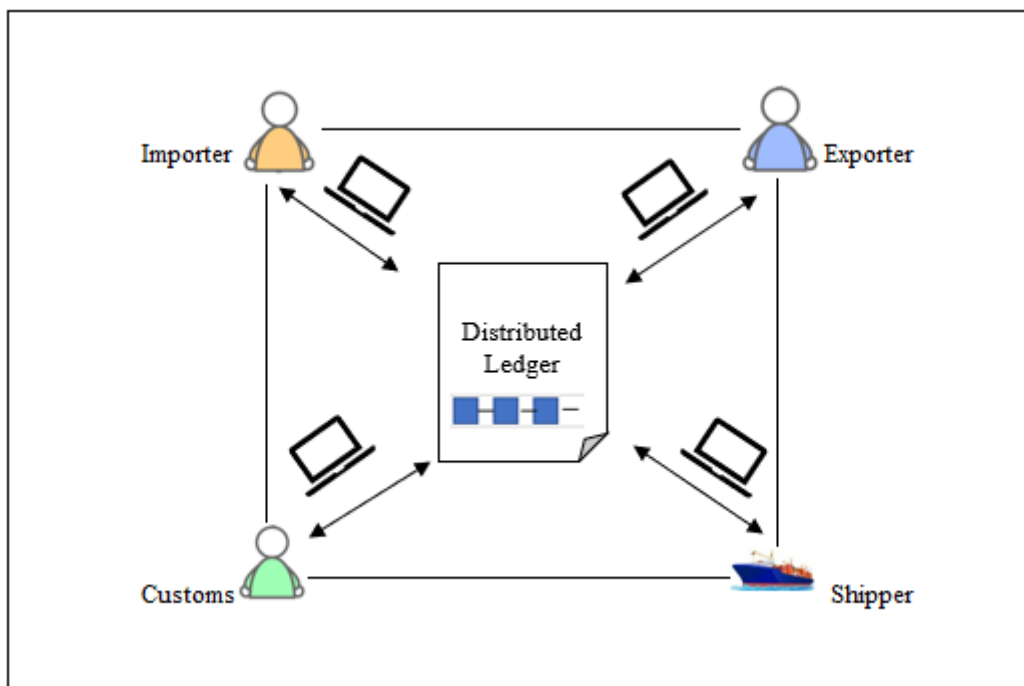 Importer
Exporter
Distributed
Ledger
Customs
Shipper